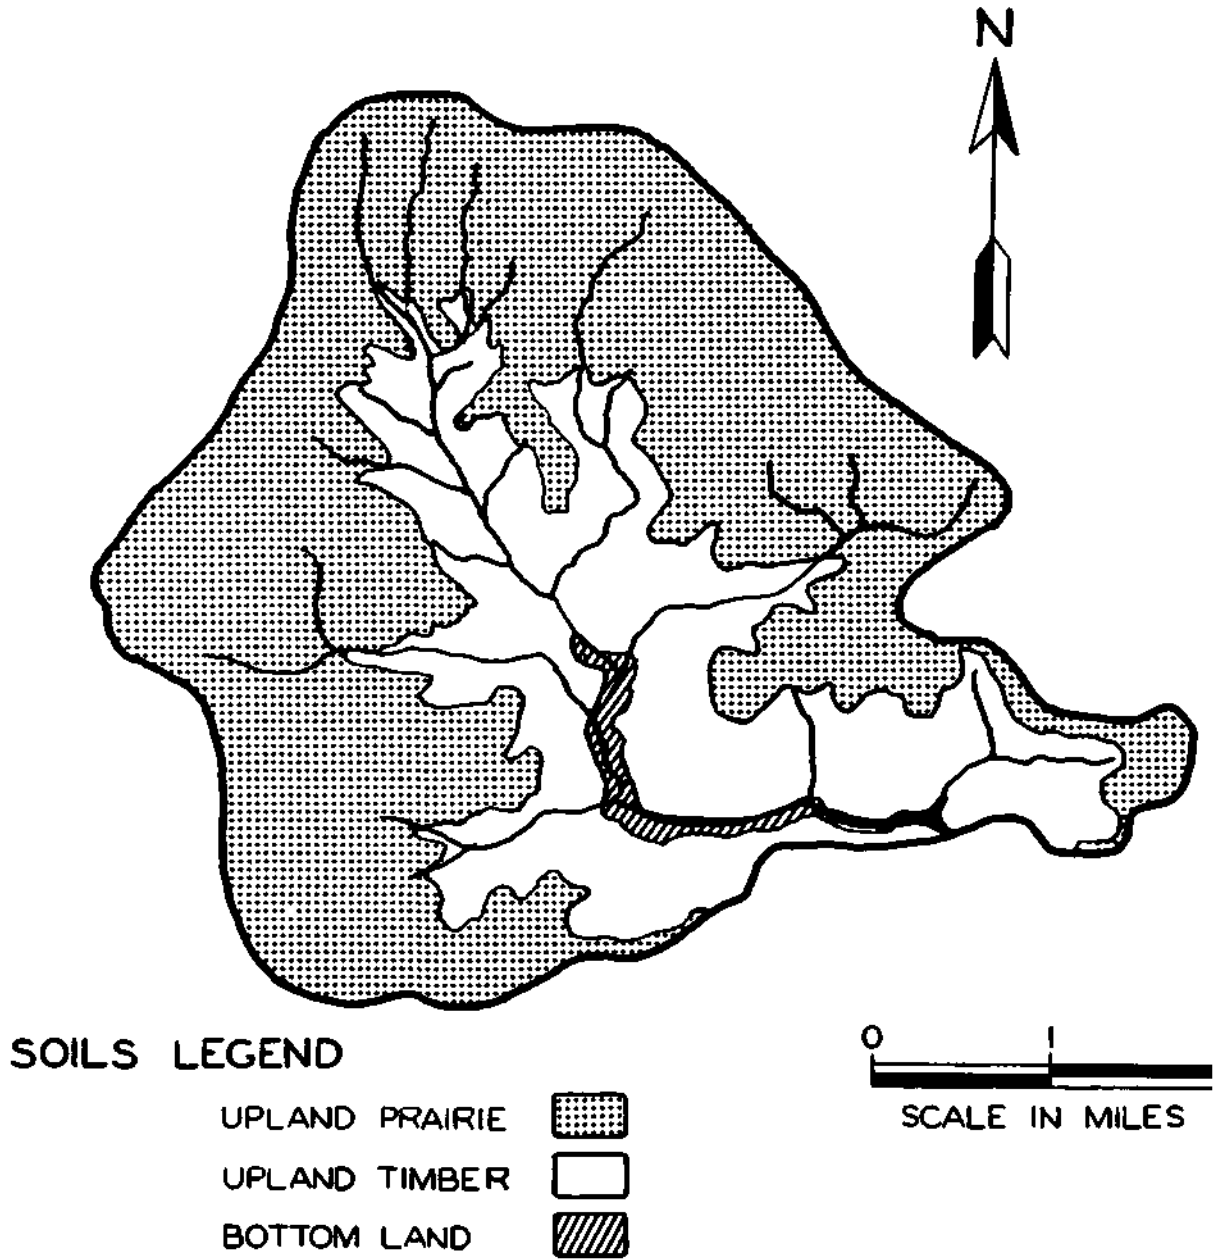 N
SOILS LEGEND
0 1
UPLAND PRAIRIE
SCALE IN MILES
UPLAND TIMBER
BOTTOM LAND